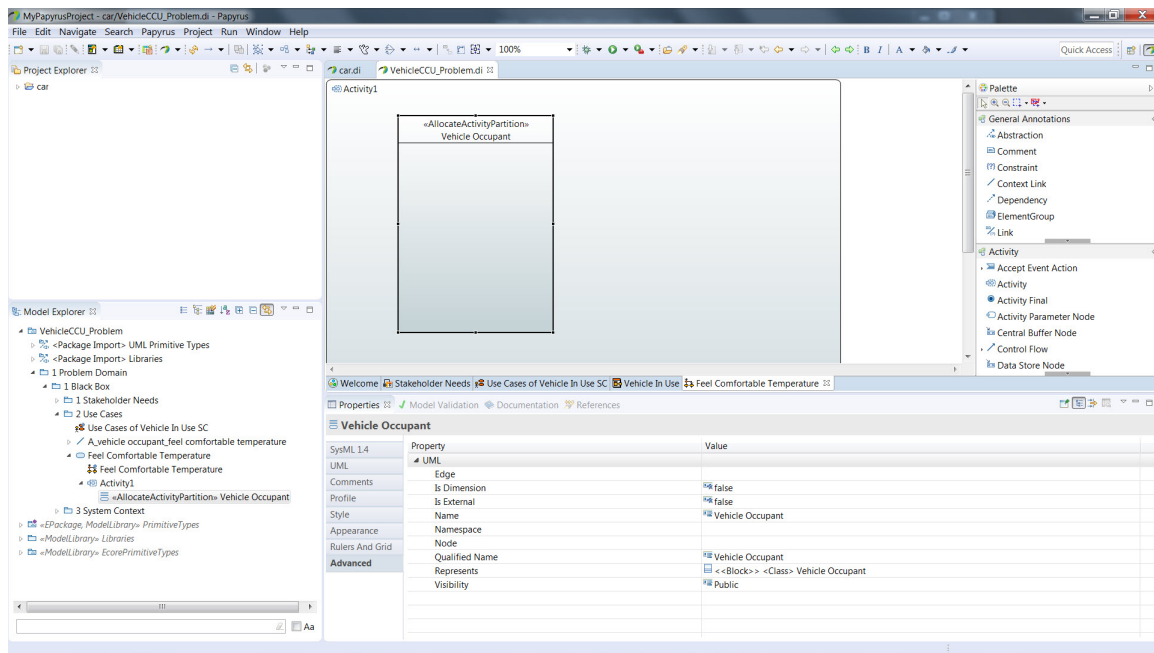 MyPapyrusProject - car/VehicleCCU_Problem.di - Papyrus
File Edit Navigate Search Papyrus Project Run Window Help
100%
B I A
Quick Access
Project Explorer
car
car.di
VehicleCCU_Problem.di
Activity1
«AllocateActivityPartition»
Vehicle Occupant
Palette
General Annotations
Abstraction
Comment
Constraint
Context Link
Dependency
ElementGroup
Link
Activity
Accept Event Action
Activity
Activity Final
Activity Parameter Node
Central Buffer Node
Control Flow
Data Store Node
Model Explorer
VehicleCCU_Problem
<Package Import> UML Primitive Types
<Package Import> Libraries
1 Problem Domain
1 Black Box
1 Stakeholder Needs
2 Use Cases
Use Cases of Vehicle In Use SC
A_vehicle occupant_feel comfortable temperature
Feel Comfortable Temperature
Feel Comfortable Temperature
Activity1
«AllocateActivityPartition» Vehicle Occupant
3 System Context
«EPackage, ModelLibrary» PrimitiveTypes
«ModelLibrary» Libraries
«ModelLibrary» EcorePrimitiveTypes
Aa
Welcome
Stakeholder Needs
Use Cases of Vehicle In Use SC
Vehicle In Use
Feel Comfortable Temperature
Properties
Model Validation
Documentation
References
Vehicle Occupant
SysML 1.4
UML
Comments
Profile
Style
Appearance
Rulers And Grid
Advanced
Property Value
UML
Edge
Is Dimension false
Is External false
Name Vehicle Occupant
Namespace
Node
Qualified Name Vehicle Occupant
Represents <<Block>> <Class> Vehicle Occupant
Visibility Public